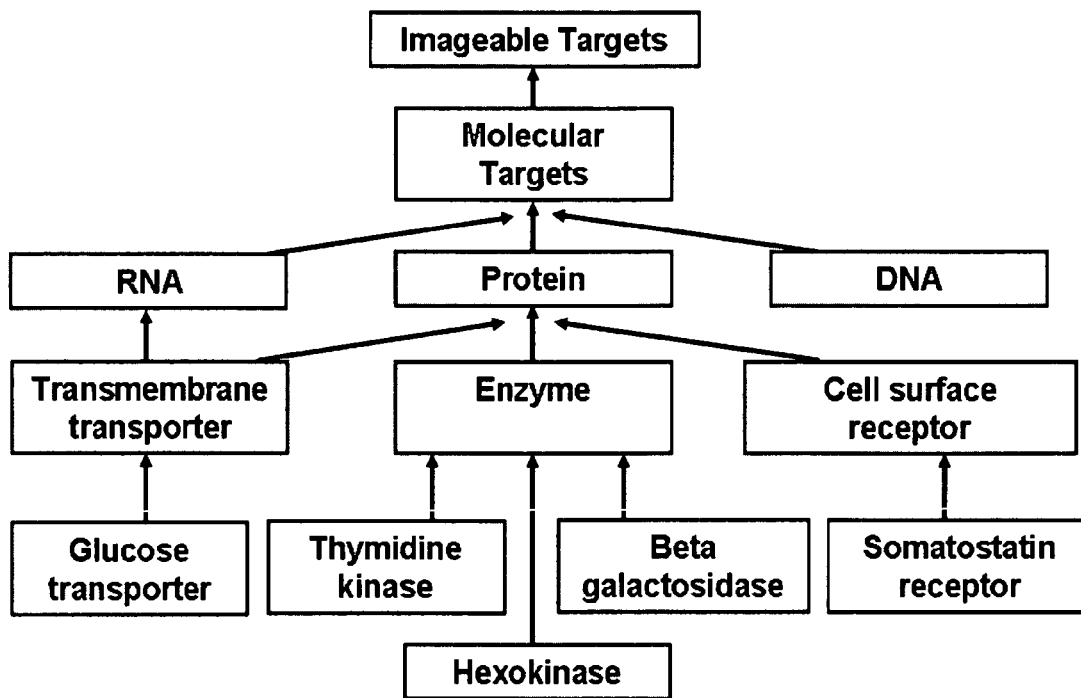 Imageable Targets
Molecular
Targets
RNA
Protein
DNA
Transmembrane
transporter
Enzyme
Cell surface
receptor
Glucose
transporter
Thymidine
kinase
Beta
galactosidase
Somatostatin
receptor
Hexokinase